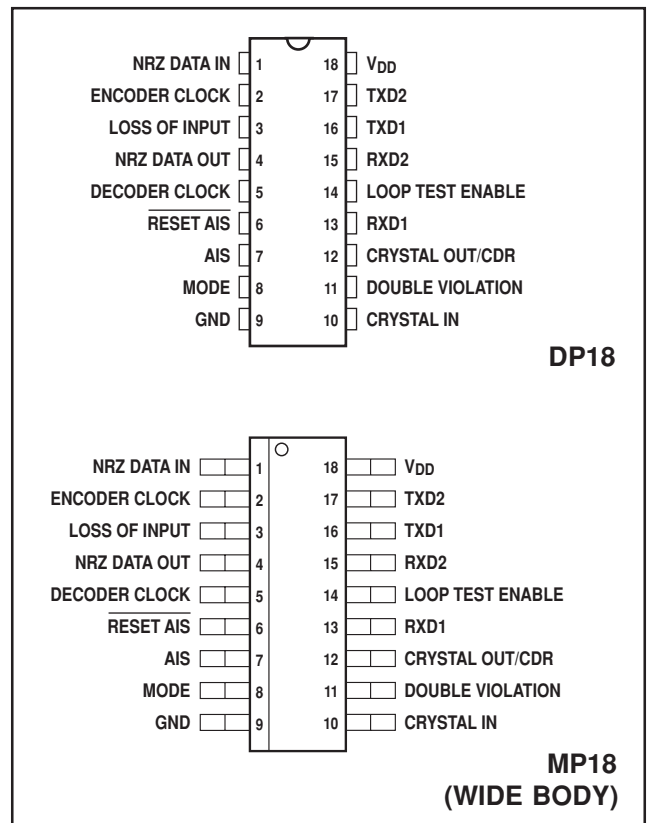 NRZ DATA IN 1 18 VDD
ENCODER CLOCK 2 17 TXD2
LOSS OF INPUT 3 16 TXD1
NRZ DATA OUT 4 15 RXD2
DECODER CLOCK 5 14 LOOP TEST ENABLE
RESET AIS 6 13 RXD1
AIS 7 12 CRYSTAL OUT/CDR
MODE 8 11 DOUBLE VIOLATION
GND 9 10 CRYSTAL IN
DP18
NRZ DATA IN 1 18 VDD
ENCODER CLOCK 2 17 TXD2
LOSS OF INPUT 3 16 TXD1
NRZ DATA OUT 4 15 RXD2
DECODER CLOCK 5 14 LOOP TEST ENABLE
RESET AIS 6 13 RXD1
AIS 7 12 CRYSTAL OUT/CDR
MODE 8 11 DOUBLE VIOLATION
GND 9 10 CRYSTAL IN
MP18
(WIDE BODY)